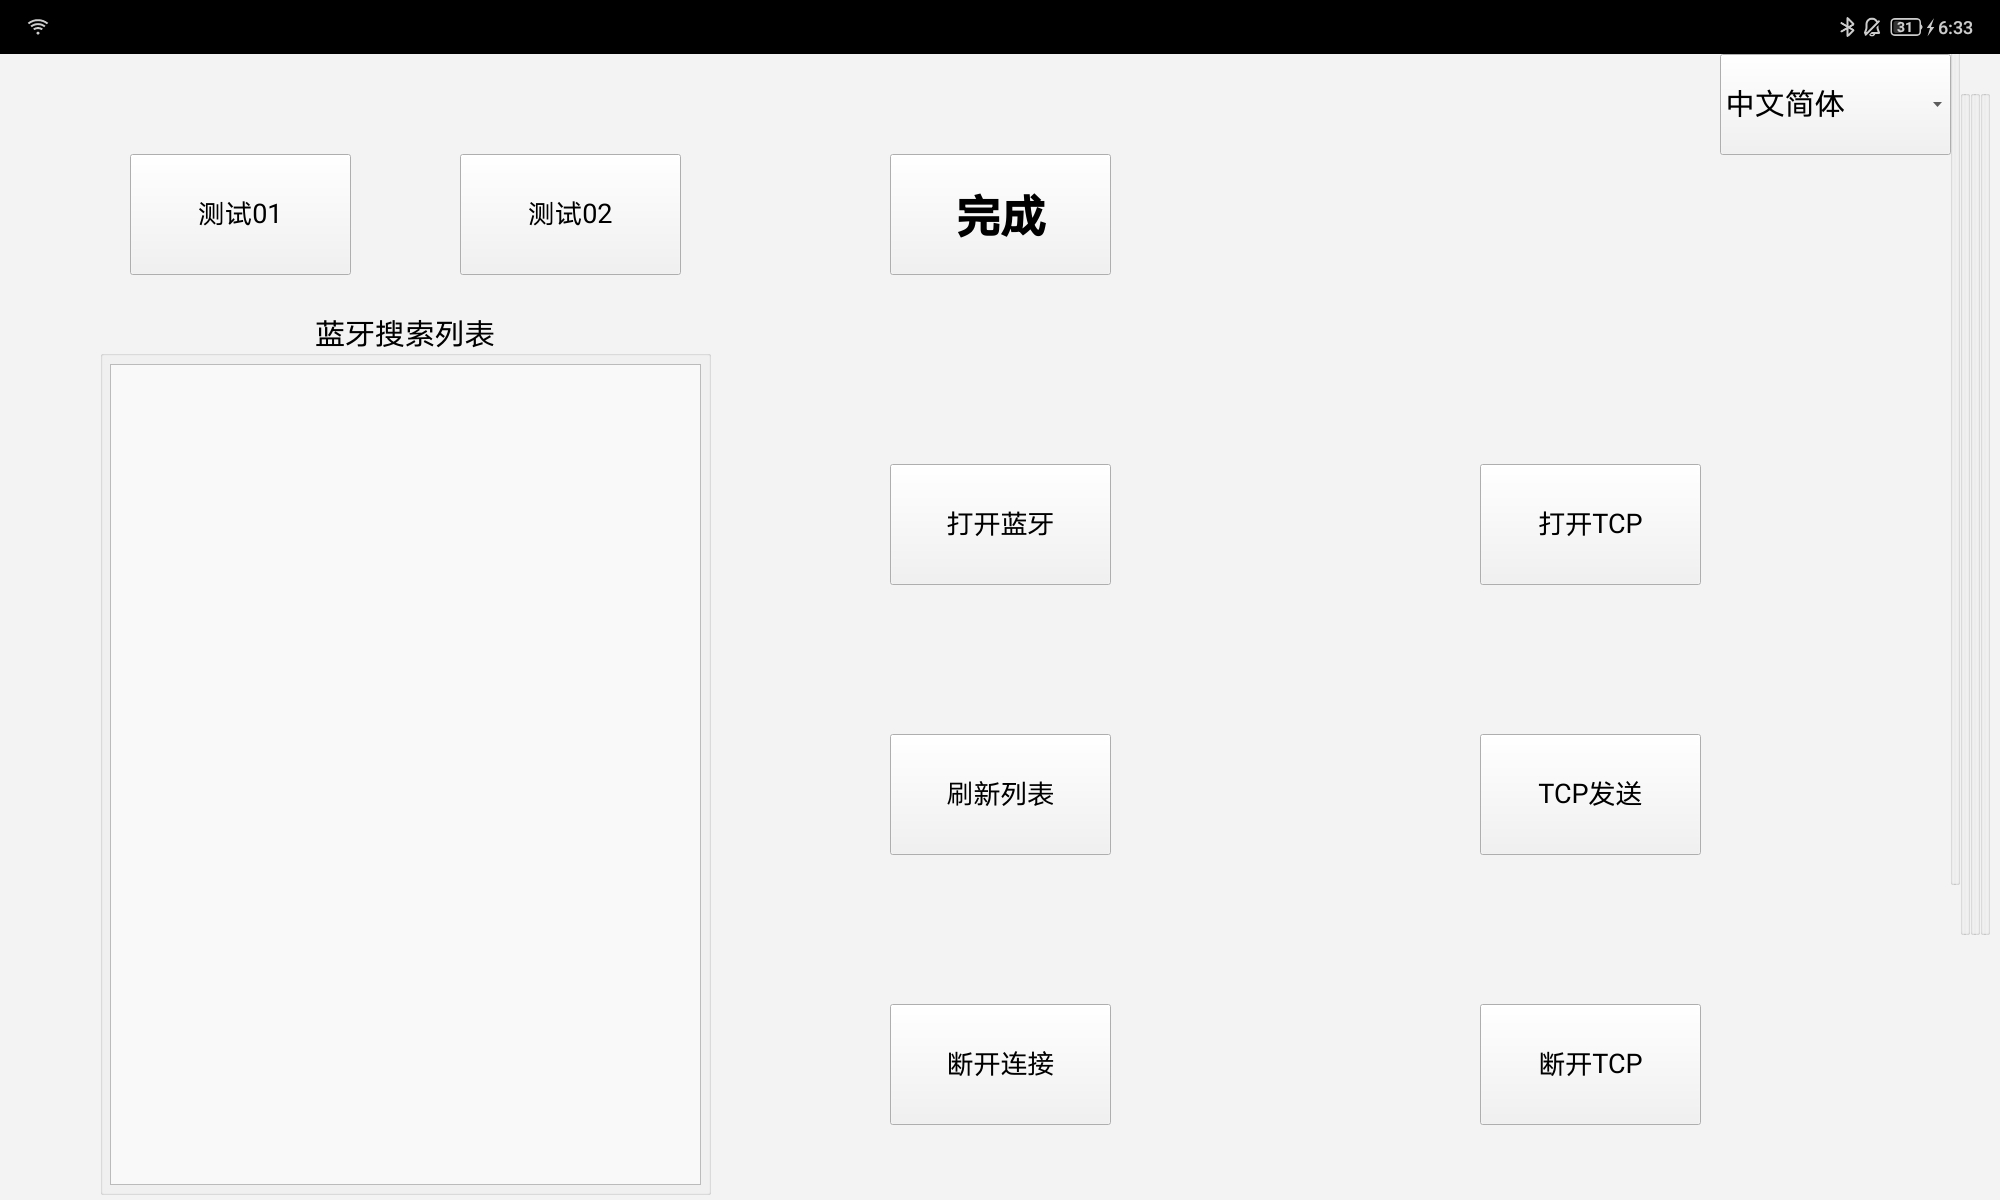 31 6:33
中文简体
测试01
测试02
完成
蓝牙搜索列表
打开蓝牙
打开TCP
刷新列表
TCP发送
断开连接
断开TCP